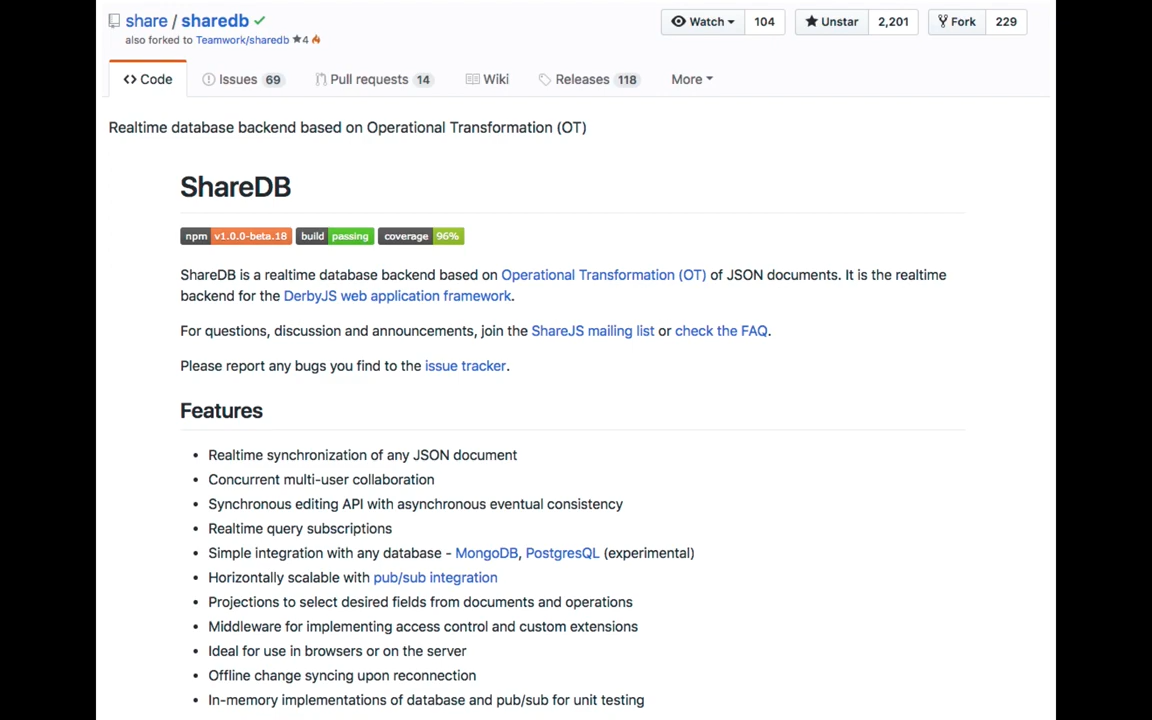 share / sharedb
Watch 104 Unstar 2,201 Fork 229
also forked to Teamwork/sharedb ★4
<> Code Issues 69 Pull requests 14 Wiki Releases 118 More
Realtime database backend based on Operational Transformation (OT)
ShareDB
npm v1.0.0-beta.18 build passing coverage 96%
ShareDB is a realtime database backend based on Operational Transformation (OT) of JSON documents. It is the realtime
backend for the DerbyJS web application framework.
For questions, discussion and announcements, join the ShareJS mailing list or check the FAQ.
Please report any bugs you find to the issue tracker.
Features
• Realtime synchronization of any JSON document
• Concurrent multi-user collaboration
• Synchronous editing API with asynchronous eventual consistency
• Realtime query subscriptions
• Simple integration with any database - MongoDB, PostgresQL (experimental)
• Horizontally scalable with pub/sub integration
• Projections to select desired fields from documents and operations
• Middleware for implementing access control and custom extensions
• Ideal for use in browsers or on the server
• Offline change syncing upon reconnection
• In-memory implementations of database and pub/sub for unit testing